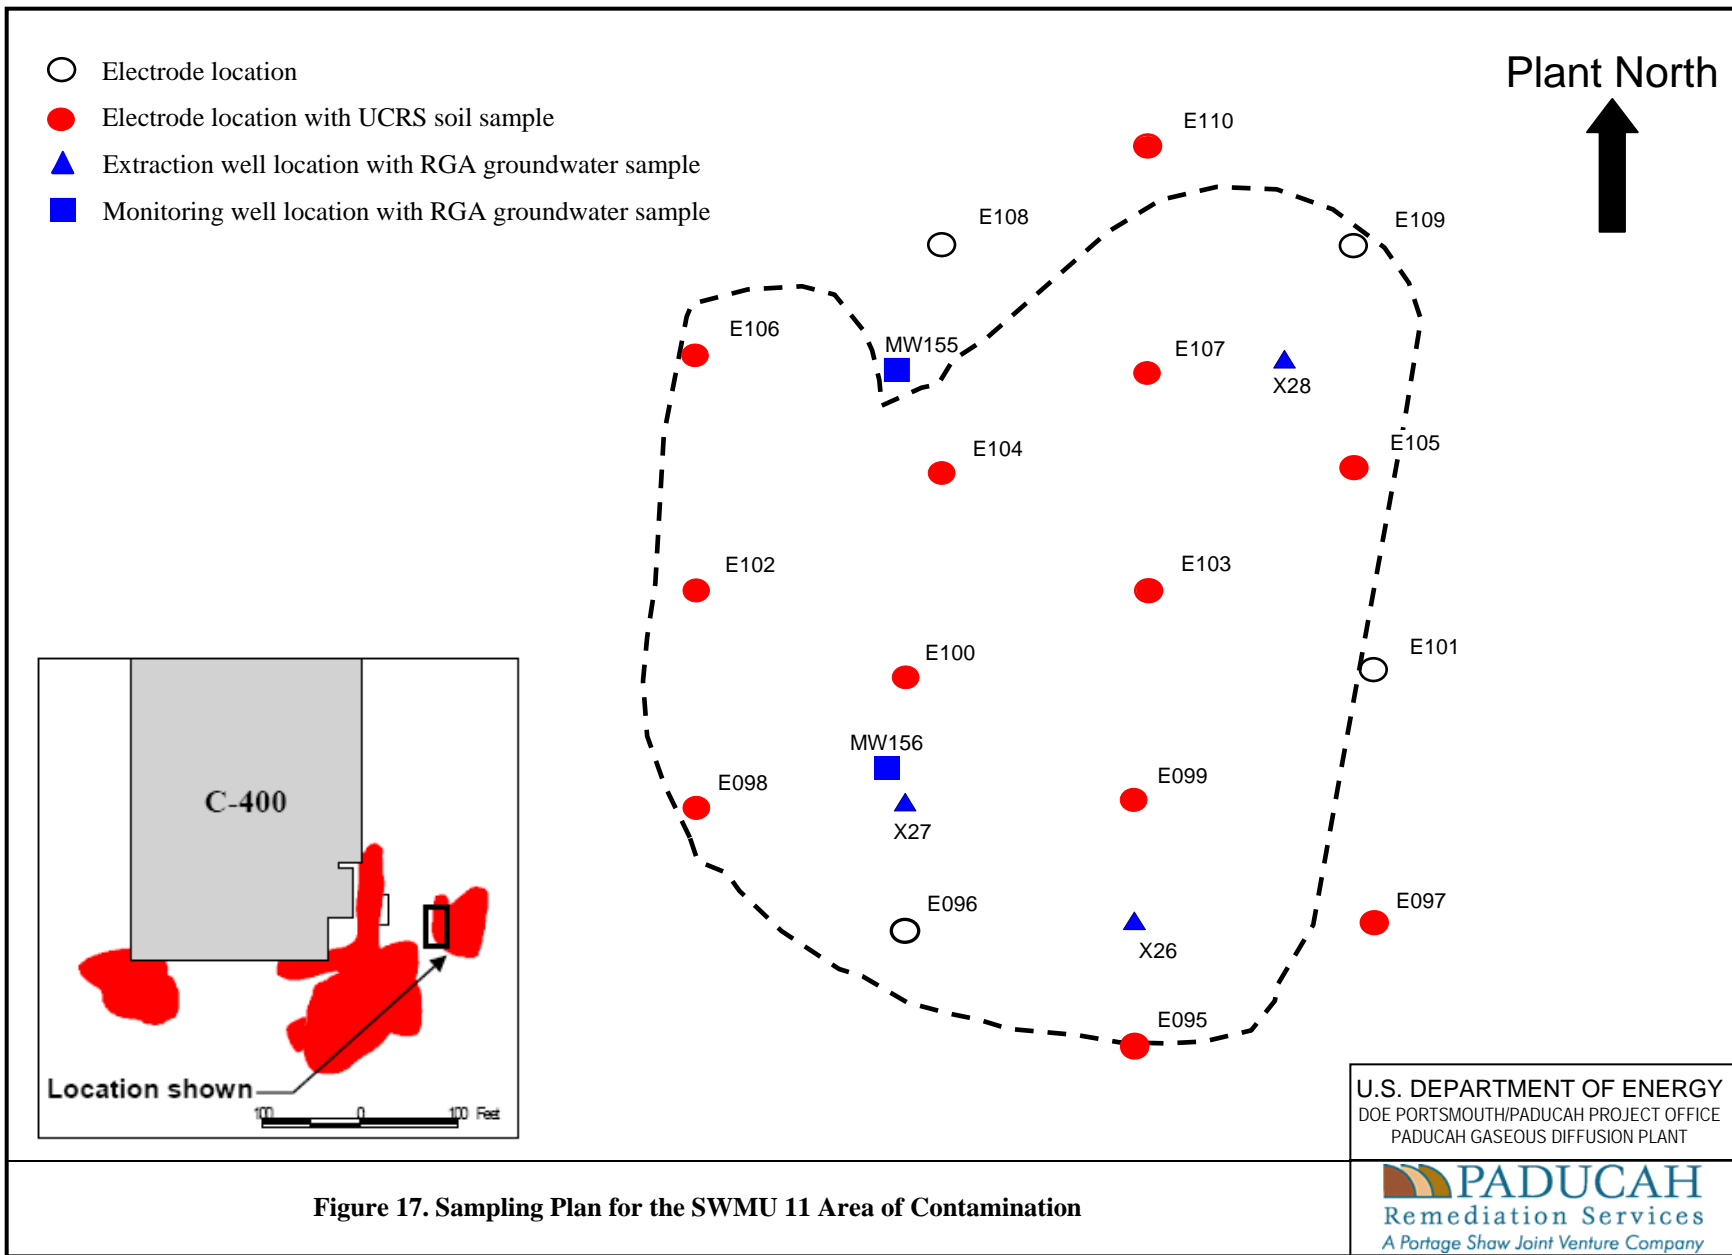 Electrode location
Electrode location with UCRS soil sample
Extraction well location with RGA groundwater sample
Monitoring well location with RGA groundwater sample
Plant North
E110
E108
E109
E106
MW155
E107
X28
E104
E105
E102
E103
E100
E101
MW156
E098
X27
E099
E096
X26
E097
E095
C-400
Location shown
100 0 100 Feet
U.S. DEPARTMENT OF ENERGY
DOE PORTSMOUTH/PADUCAH PROJECT OFFICE
PADUCAH GASEOUS DIFFUSION PLANT
Figure 17. Sampling Plan for the SWMU 11 Area of Contamination
PADUCAH
Remediation Services
A Portage Shaw Joint Venture Company